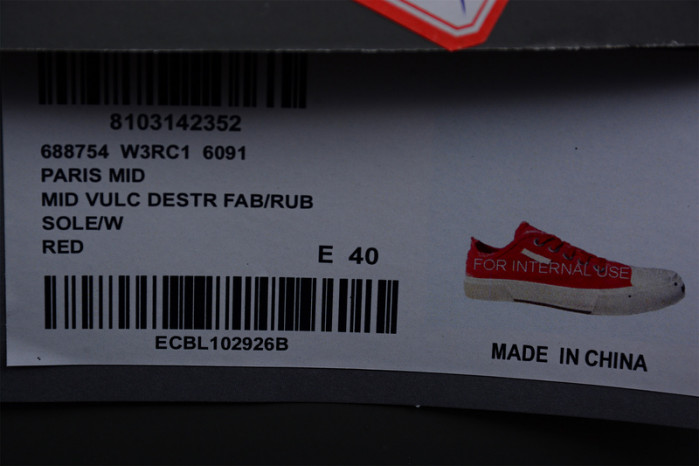 8103142352
688754 W3RC1 6091
PARIS MID
MID VULC DESTR FAB/RUB
SOLE/W
RED
E 40
FOR INTERNAL USE
ECBL102926B
MADE IN CHINA